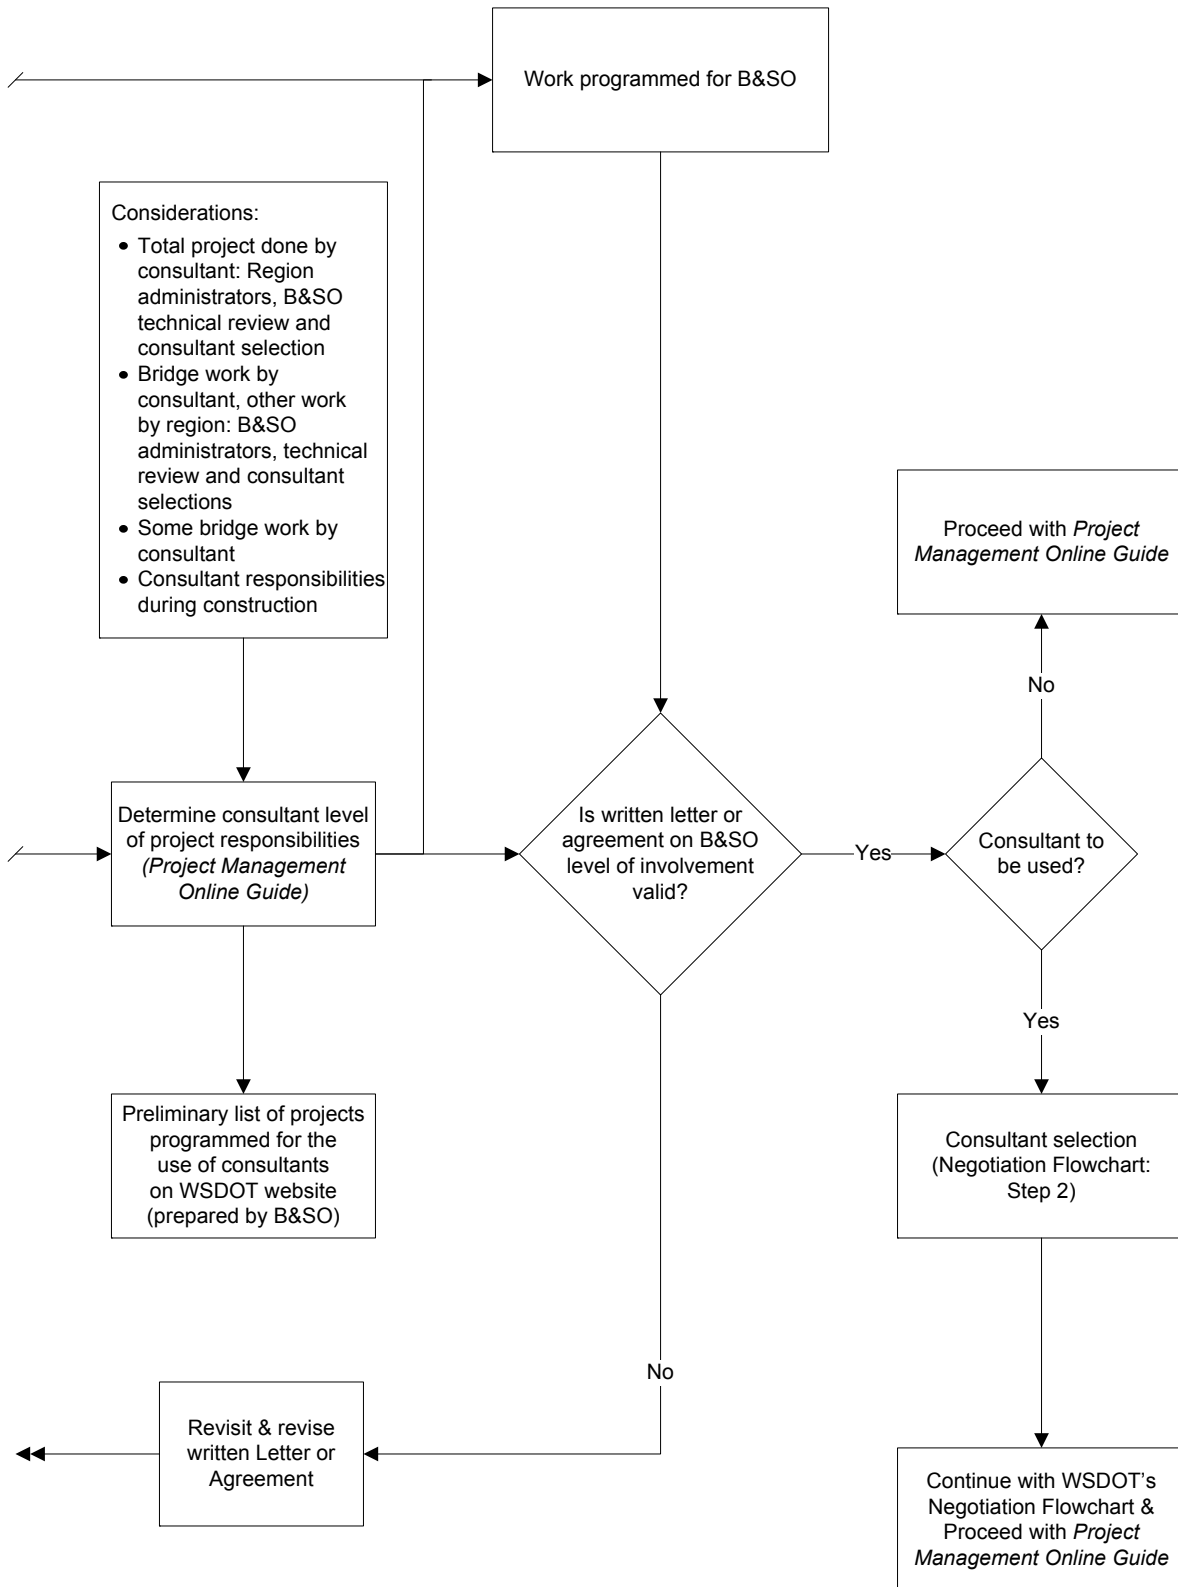 Work programmed for B&SO
Considerations:
• Total project done by
consultant: Region
administrators, B&SO
technical review and
consultant selection
• Bridge work by
consultant, other work
by region: B&SO
administrators, technical
review and consultant
selections
• Some bridge work by
consultant
• Consultant responsibilities
during construction
Proceed with Project
Management Online Guide
No
Determine consultant level
of project responsibilities
(Project Management
Online Guide)
Is written letter or
agreement on B&SO
level of involvement
valid?
Yes
Consultant to
be used?
Yes
Preliminary list of projects
programmed for the
use of consultants
on WSDOT website
(prepared by B&SO)
Consultant selection
(Negotiation Flowchart:
Step 2)
No
Revisit & revise
written Letter or
Agreement
Continue with WSDOT’s
Negotiation Flowchart &
Proceed with Project
Management Online Guide